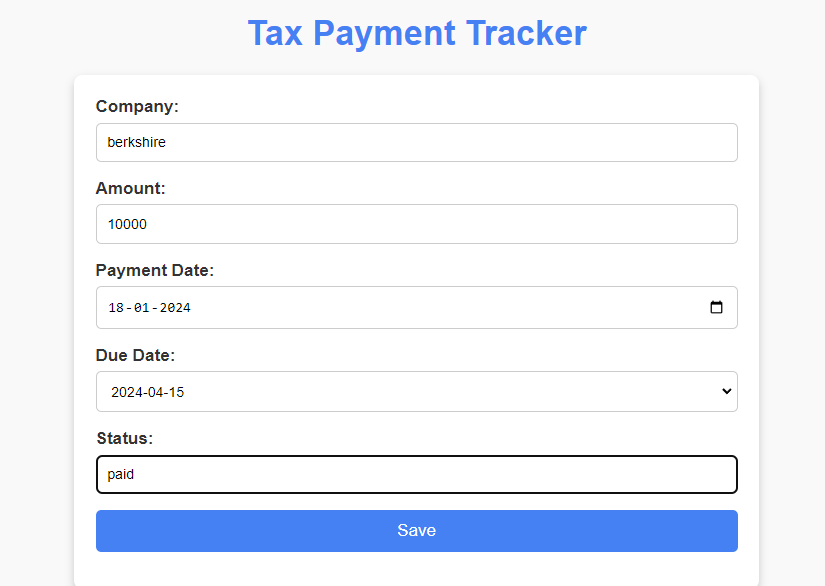 Tax Payment Tracker
Company:
berkshire
Amount:
10000
Payment Date:
18-01-2024
Due Date:
2024-04-15
Status:
paid
Save